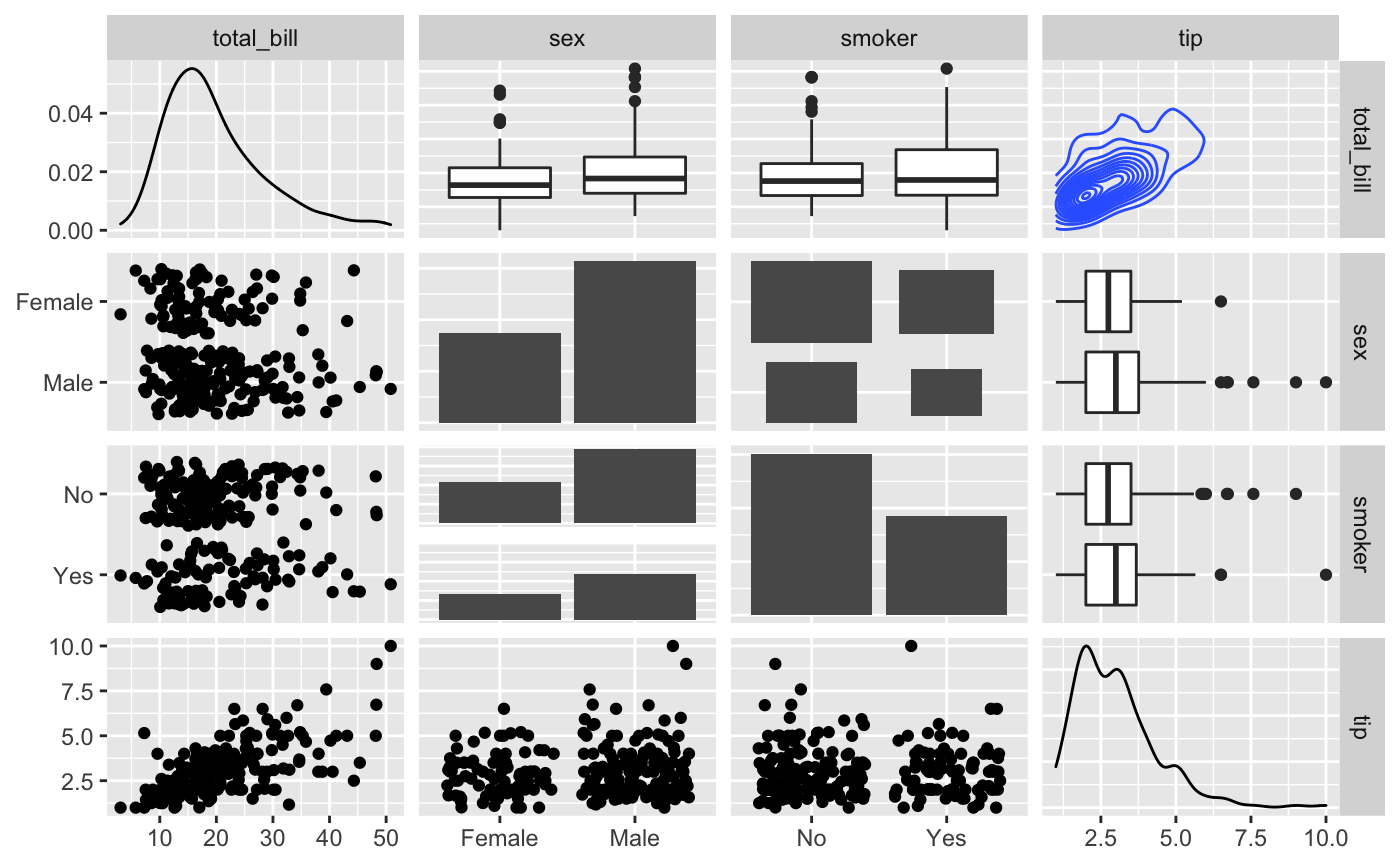 total_bill sex smoker tip
0.04
0.02
0.00
total_bill
Female
Male
sex
No
Yes
smoker
10.0
7.5
5.0
2.5
tip
10 20 30 40 50 Female Male No Yes 2.5 5.0 7.5 10.0